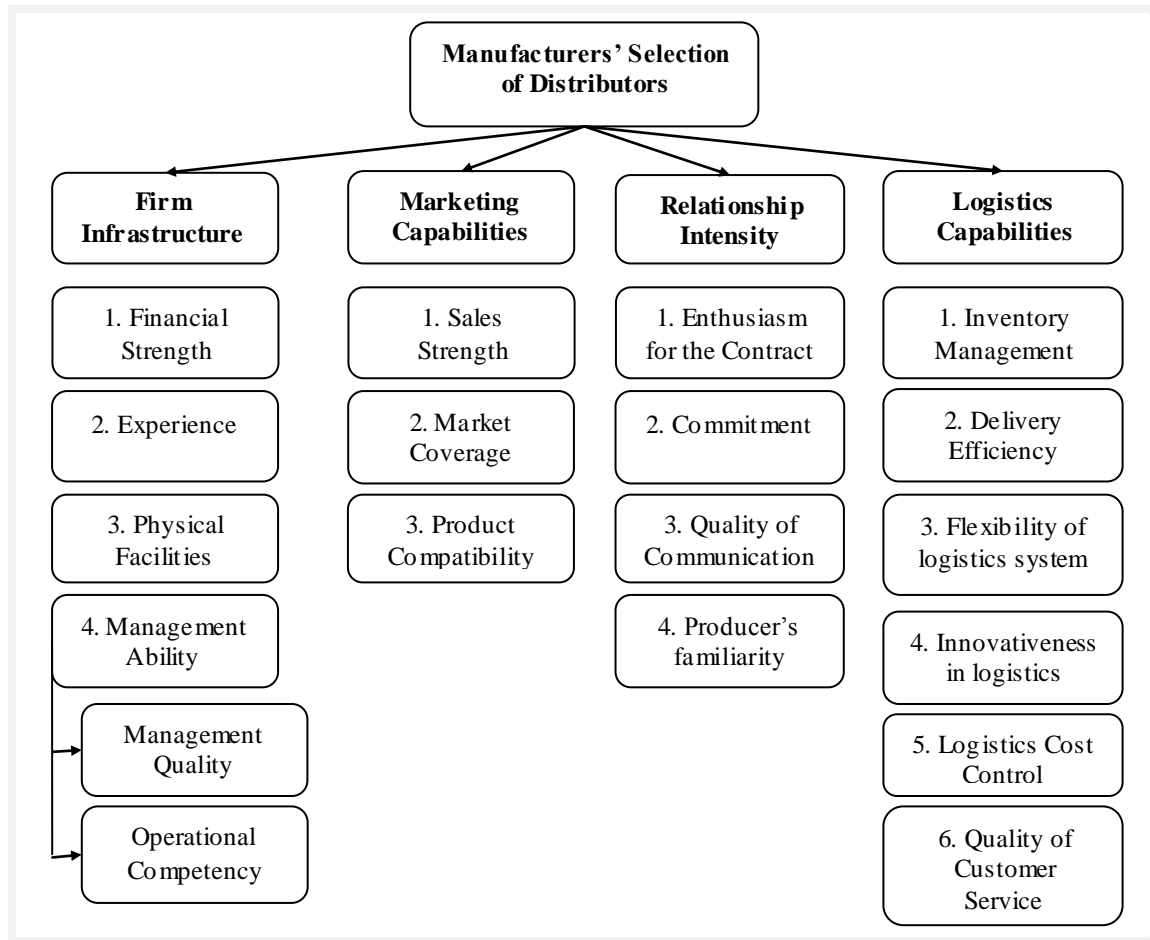 Manufacturers’ Selection
of Distributors
Firm
Infrastructure
1. Financial
Strength
2. Experience
3. Physical
Facilities
4. Management
Ability
Management
Quality
Operational
Competency
Marketing
Capabilities
1. Sales
Strength
2. Market
Coverage
3. Product
Compatibility
Relationship
Intensity
1. Enthusiasm
for the Contract
2. Commitment
3. Quality of
Communication
4. Producer’s
familiarity
Logistics
Capabilities
1. Inventory
Management
2. Delivery
Efficiency
3. Flexibility of
logistics system
4. Innovativeness
in logistics
5. Logistics Cost
Control
6. Quality of
Customer
Service